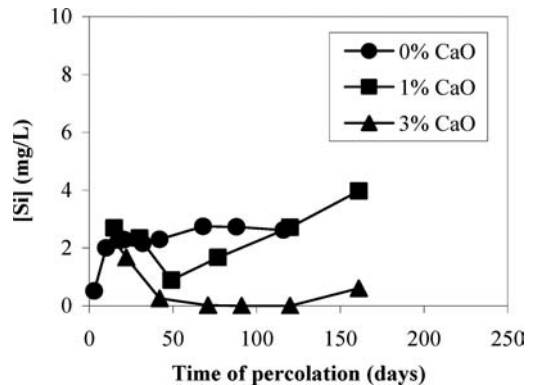 10
8
6
4
2
0
[Si] (mg/L)
0% CaO
1% CaO
3% CaO
0 50 100 150 200 250
Time of percolation (days)